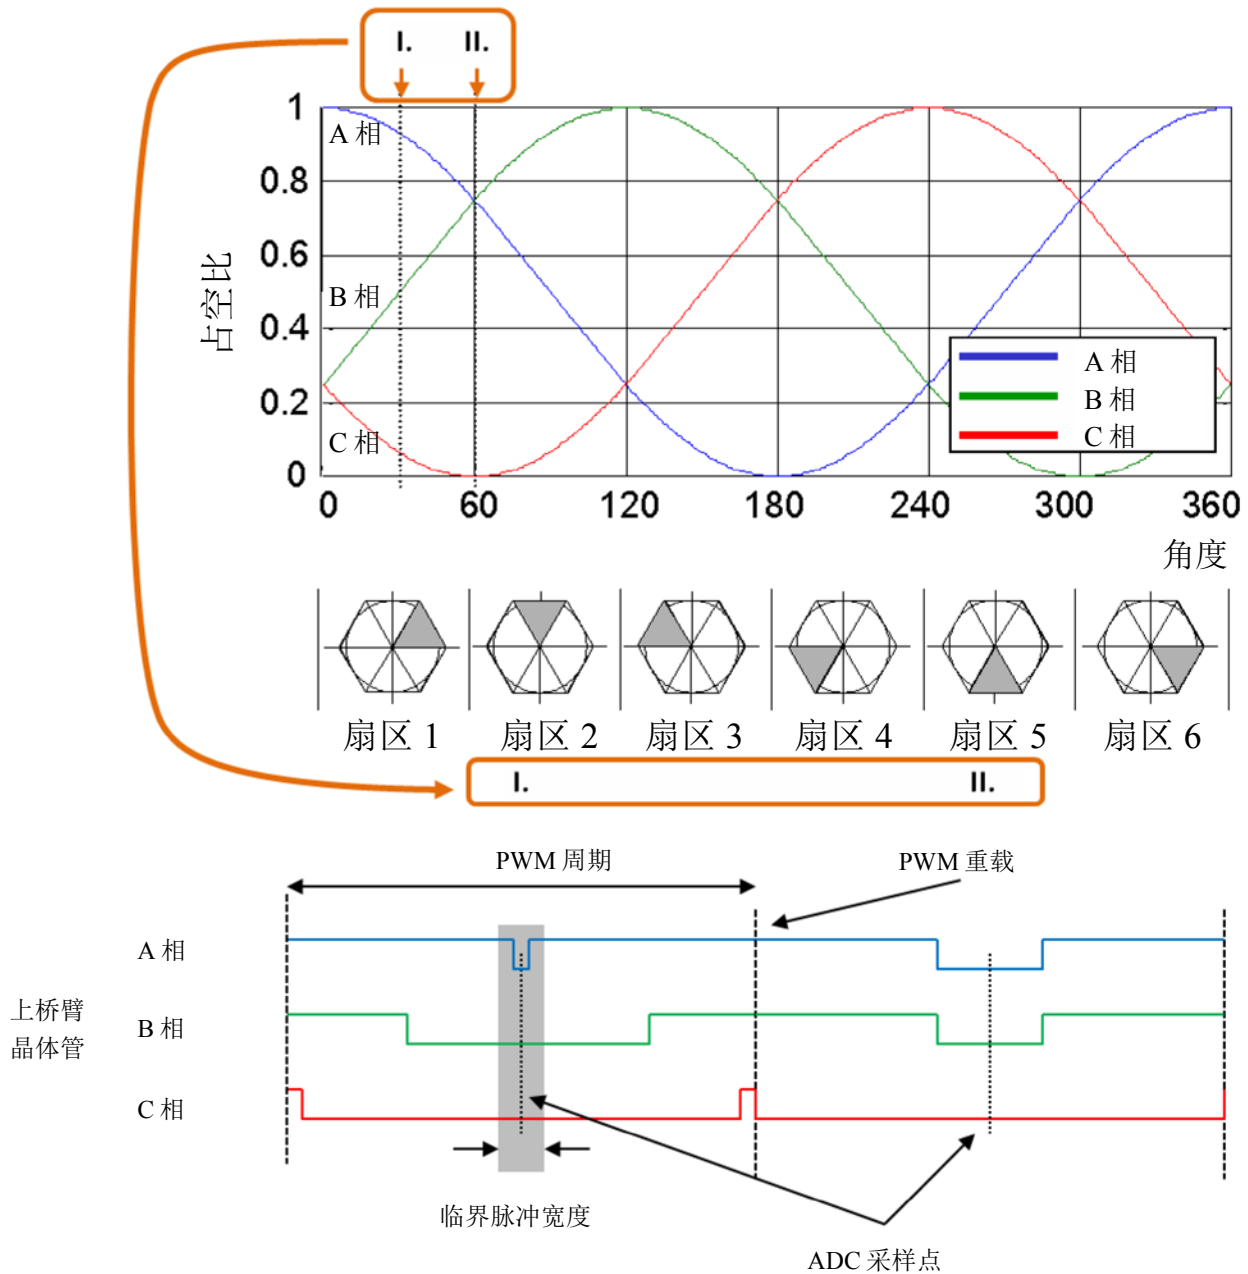 I. II.
1
A 相
0.8
0.6
B 相
占空比
0.4
A 相
B 相
0.2
C 相
C 相
0
0 60 120 180 240 300 360
角度
扇区 1 扇区 2 扇区 3 扇区 4 扇区 5 扇区 6
I. II.
PWM 周期 PWM 重载
A 相
上桥臂
晶体管
B 相
C 相
临界脉冲宽度
ADC 采样点